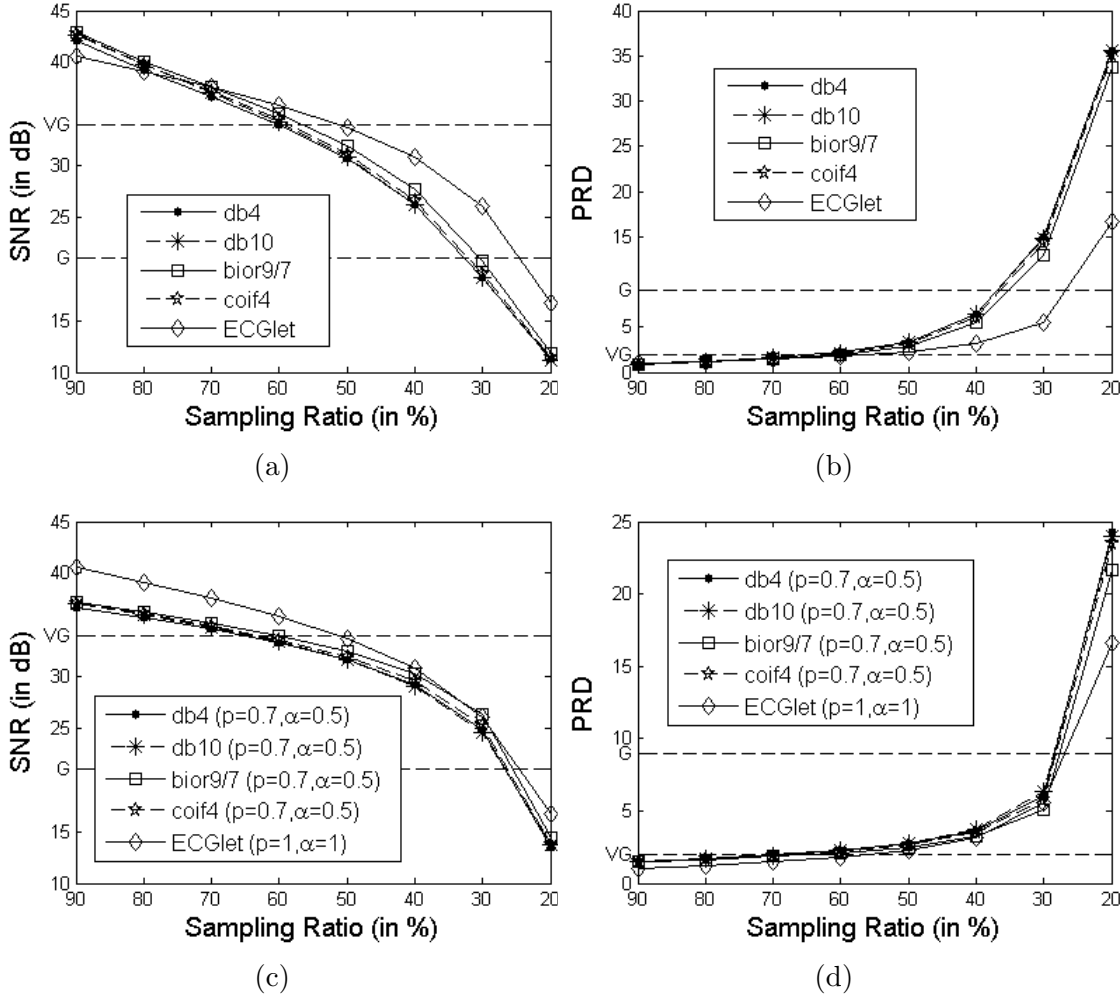 45
40
VG
30
25
G
15
10
SNR (in dB)
db4
db10
bior9/7
coif4
ECGlet
90 80 70 60 50 40 30 20
Sampling Ratio (in %)
(a)
40
35
30
25
20
15
G
5
VG
0
PRD
db4
db10
bior9/7
coif4
ECGlet
90 80 70 60 50 40 30 20
Sampling Ratio (in %)
(b)
45
40
VG
30
25
G
15
10
SNR (in dB)
db4 (p=0.7,α=0.5)
db10 (p=0.7,α=0.5)
bior9/7 (p=0.7,α=0.5)
coif4 (p=0.7,α=0.5)
ECGlet (p=1,α=1)
90 80 70 60 50 40 30 20
Sampling Ratio (in %)
(c)
25
20
15
10
G
5
VG
0
PRD
db4 (p=0.7,α=0.5)
db10 (p=0.7,α=0.5)
bior9/7 (p=0.7,α=0.5)
coif4 (p=0.7,α=0.5)
ECGlet (p=1,α=1)
90 80 70 60 50 40 30 20
Sampling Ratio (in %)
(d)